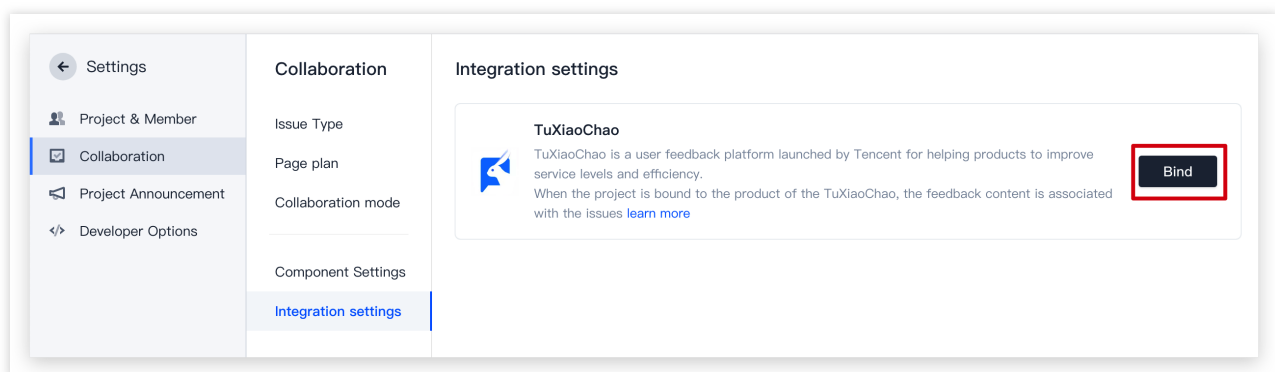 Settings
Project & Member
Collaboration
Project Announcement
Developer Options
Collaboration
Issue Type
Page plan
Collaboration mode
Component Settings
Integration settings
Integration settings
TuXiaoChao
TuXiaoChao is a user feedback platform launched by Tencent for helping products to improve
service levels and efficiency.
When the project is bound to the product of the TuXiaoChao, the feedback content is associated
with the issues learn more
Bind